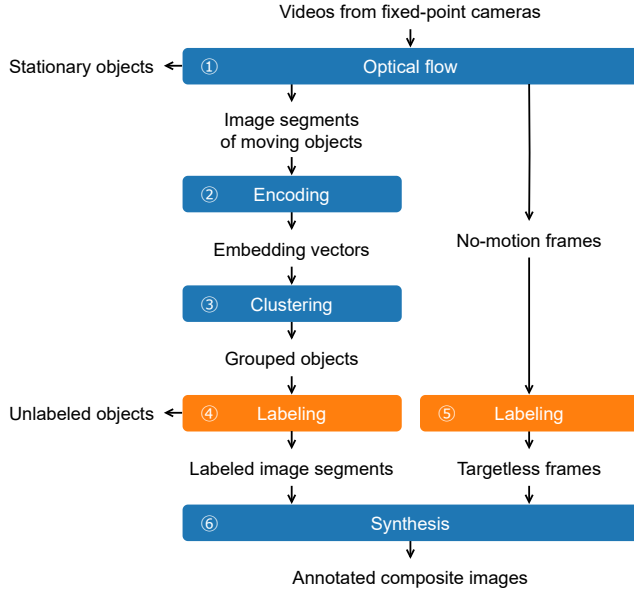 Videos from fixed-point cameras
Stationary objects
① Optical flow
Image segments
of moving objects
② Encoding
Embedding vectors
No-motion frames
③ Clustering
Grouped objects
Unlabeled objects
④ Labeling
⑤ Labeling
Labeled image segments
Targetless frames
⑥ Synthesis
Annotated composite images